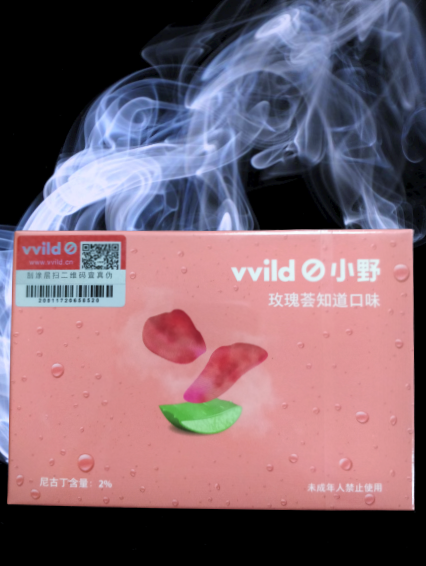 vvild
www.vvild.cn
刮涂层扫二维码查真伪
20011726658520
vvild 小野
玫瑰荟知道口味
尼古丁含量：2%
未成年人禁止使用